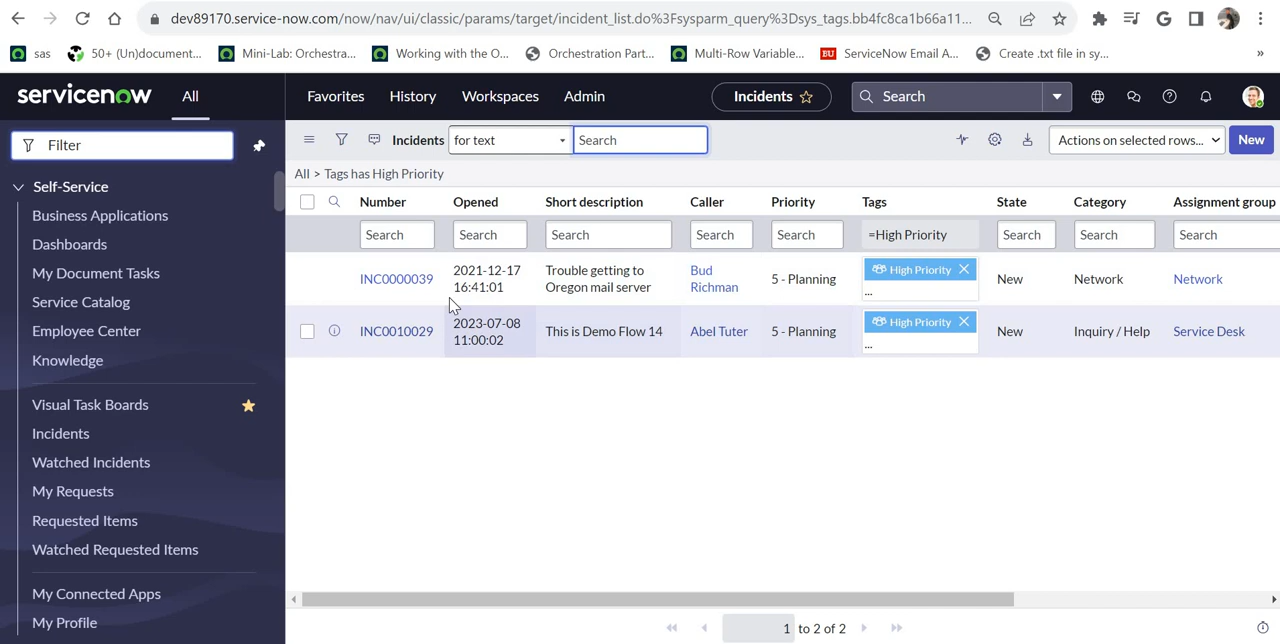 dev89170.service-now.com/now/nav/ui/classic/params/target/incident_list.do%3Fsysparm_query%3Dsys_tags.bb4fc8ca1b66a11...
sas
50+ (Un)document...
Mini-Lab: Orchestra...
Working with the O...
Orchestration Part...
Multi-Row Variable...
BU
ServiceNow Email A...
Create .txt file in sy...
»
servicenow
All
Favorites
History
Workspaces
Admin
Incidents
Search
Filter
Incidents
for text
Search
Actions on selected rows...
New
All > Tags has High Priority
Self-Service
Business Applications
Dashboards
My Document Tasks
Service Catalog
Employee Center
Knowledge
Visual Task Boards
Incidents
Watched Incidents
My Requests
Requested Items
Watched Requested Items
My Connected Apps
My Profile
Number Opened Short description Caller Priority Tags State Category Assignment group
Search Search Search Search Search =High Priority Search Search Search
INC0000039
2021-12-17
16:41:01
Trouble getting to
Oregon mail server
Bud
Richman
5 - Planning
High Priority
...
New
Network
Network
INC0010029
2023-07-08
11:00:02
This is Demo Flow 14
Abel Tuter
5 - Planning
High Priority
...
New
Inquiry / Help
Service Desk
1 to 2 of 2